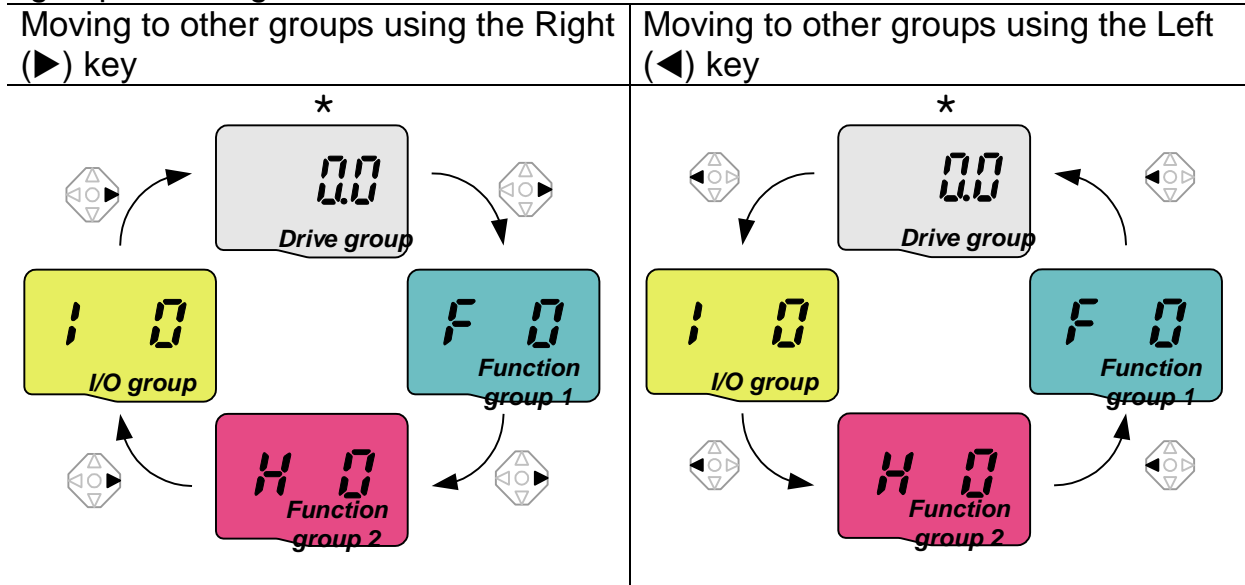 Moving to other groups using the Right
(▶) key
Moving to other groups using the Left
(◀) key
*
0.0
Drive group
I 0
I/O group
F 0
Function
group 1
H 0
Function
group 2
*
0.0
Drive group
I 0
I/O group
F 0
Function
group 1
H 0
Function
group 2